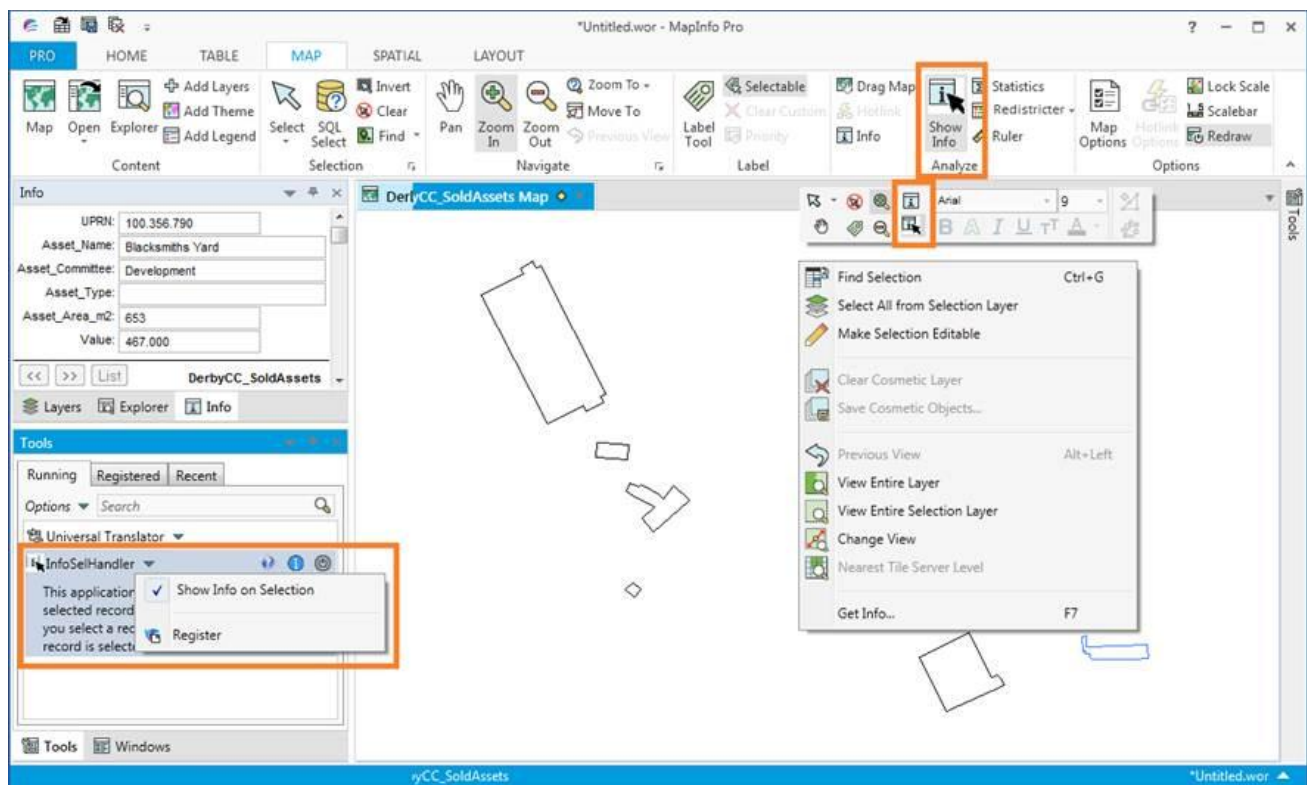 *Untitled.wor - MapInfo Pro
?
PRO HOME TABLE MAP SPATIAL LAYOUT
Map
Open
Explorer
Add Layers
Add Theme
Add Legend
Content
Select
SQL Select
Invert
Clear
Find
Selection
Pan
Zoom In
Zoom Out
Zoom To
Move To
Previous View
Navigate
Label Tool
Selectable
Clear Custom
Priority
Label
Drag Map
Hotlink
Info
Show Info
Statistics
Redistricter
Ruler
Analyze
Map Options
Hotlink Options
Lock Scale
Scalebar
Redraw
Options
Info
UPRN: 100.356.790
Asset_Name: Blacksmiths Yard
Asset_Committee: Development
Asset_Type:
Asset_Area_m2: 653
Value: 467.000
<< >> List DerbyCC_SoldAssets
Layers Explorer Info
Tools
Running Registered Recent
Options Search
Universal Translator
InfoSelHandler
This application
selected record
you select a rec
record is selecte
Show Info on Selection
Register
Tools Windows
DerbyCC_SoldAssets Map
Arial 9
B A I U TT A
Find Selection Ctrl+G
Select All from Selection Layer
Make Selection Editable
Clear Cosmetic Layer
Save Cosmetic Objects...
Previous View Alt+Left
View Entire Layer
View Entire Selection Layer
Change View
Nearest Tile Server Level
Get Info... F7
Tools
yCC_SoldAssets
*Untitled.wor